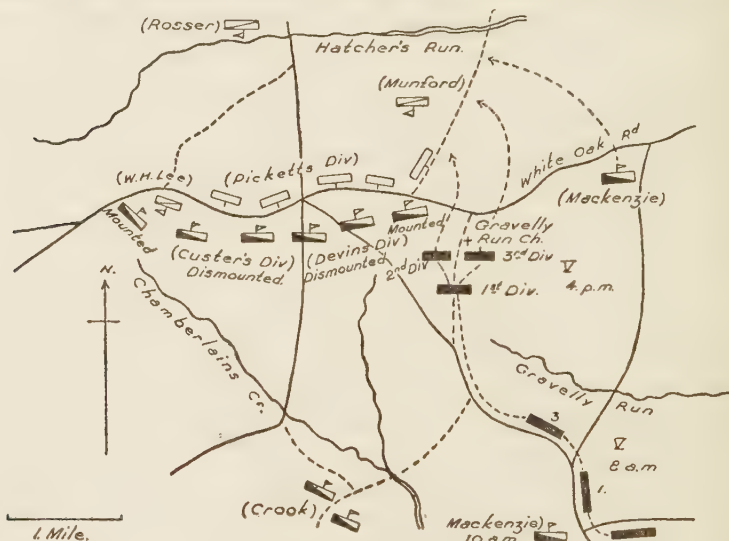 (Rosser)
Hatcher's Run.
(Munford)
White Oak Rd
(W.H. Lee)
(Picketts Div)
(Mackenzie)
Mounted
(Custer's Div)
Dismounted.
(Devins Div)
Dismounted
Mounted
2nd Div
Gravelly
+ Run Ch.
3rd Div
1st Div.
V
4. p.m.
N.
Chamberlains Cr.
Gravelly Run
3
V
8 a.m
1.
(Crook)
Mackenzie)
10 a.m.
1. Mile.